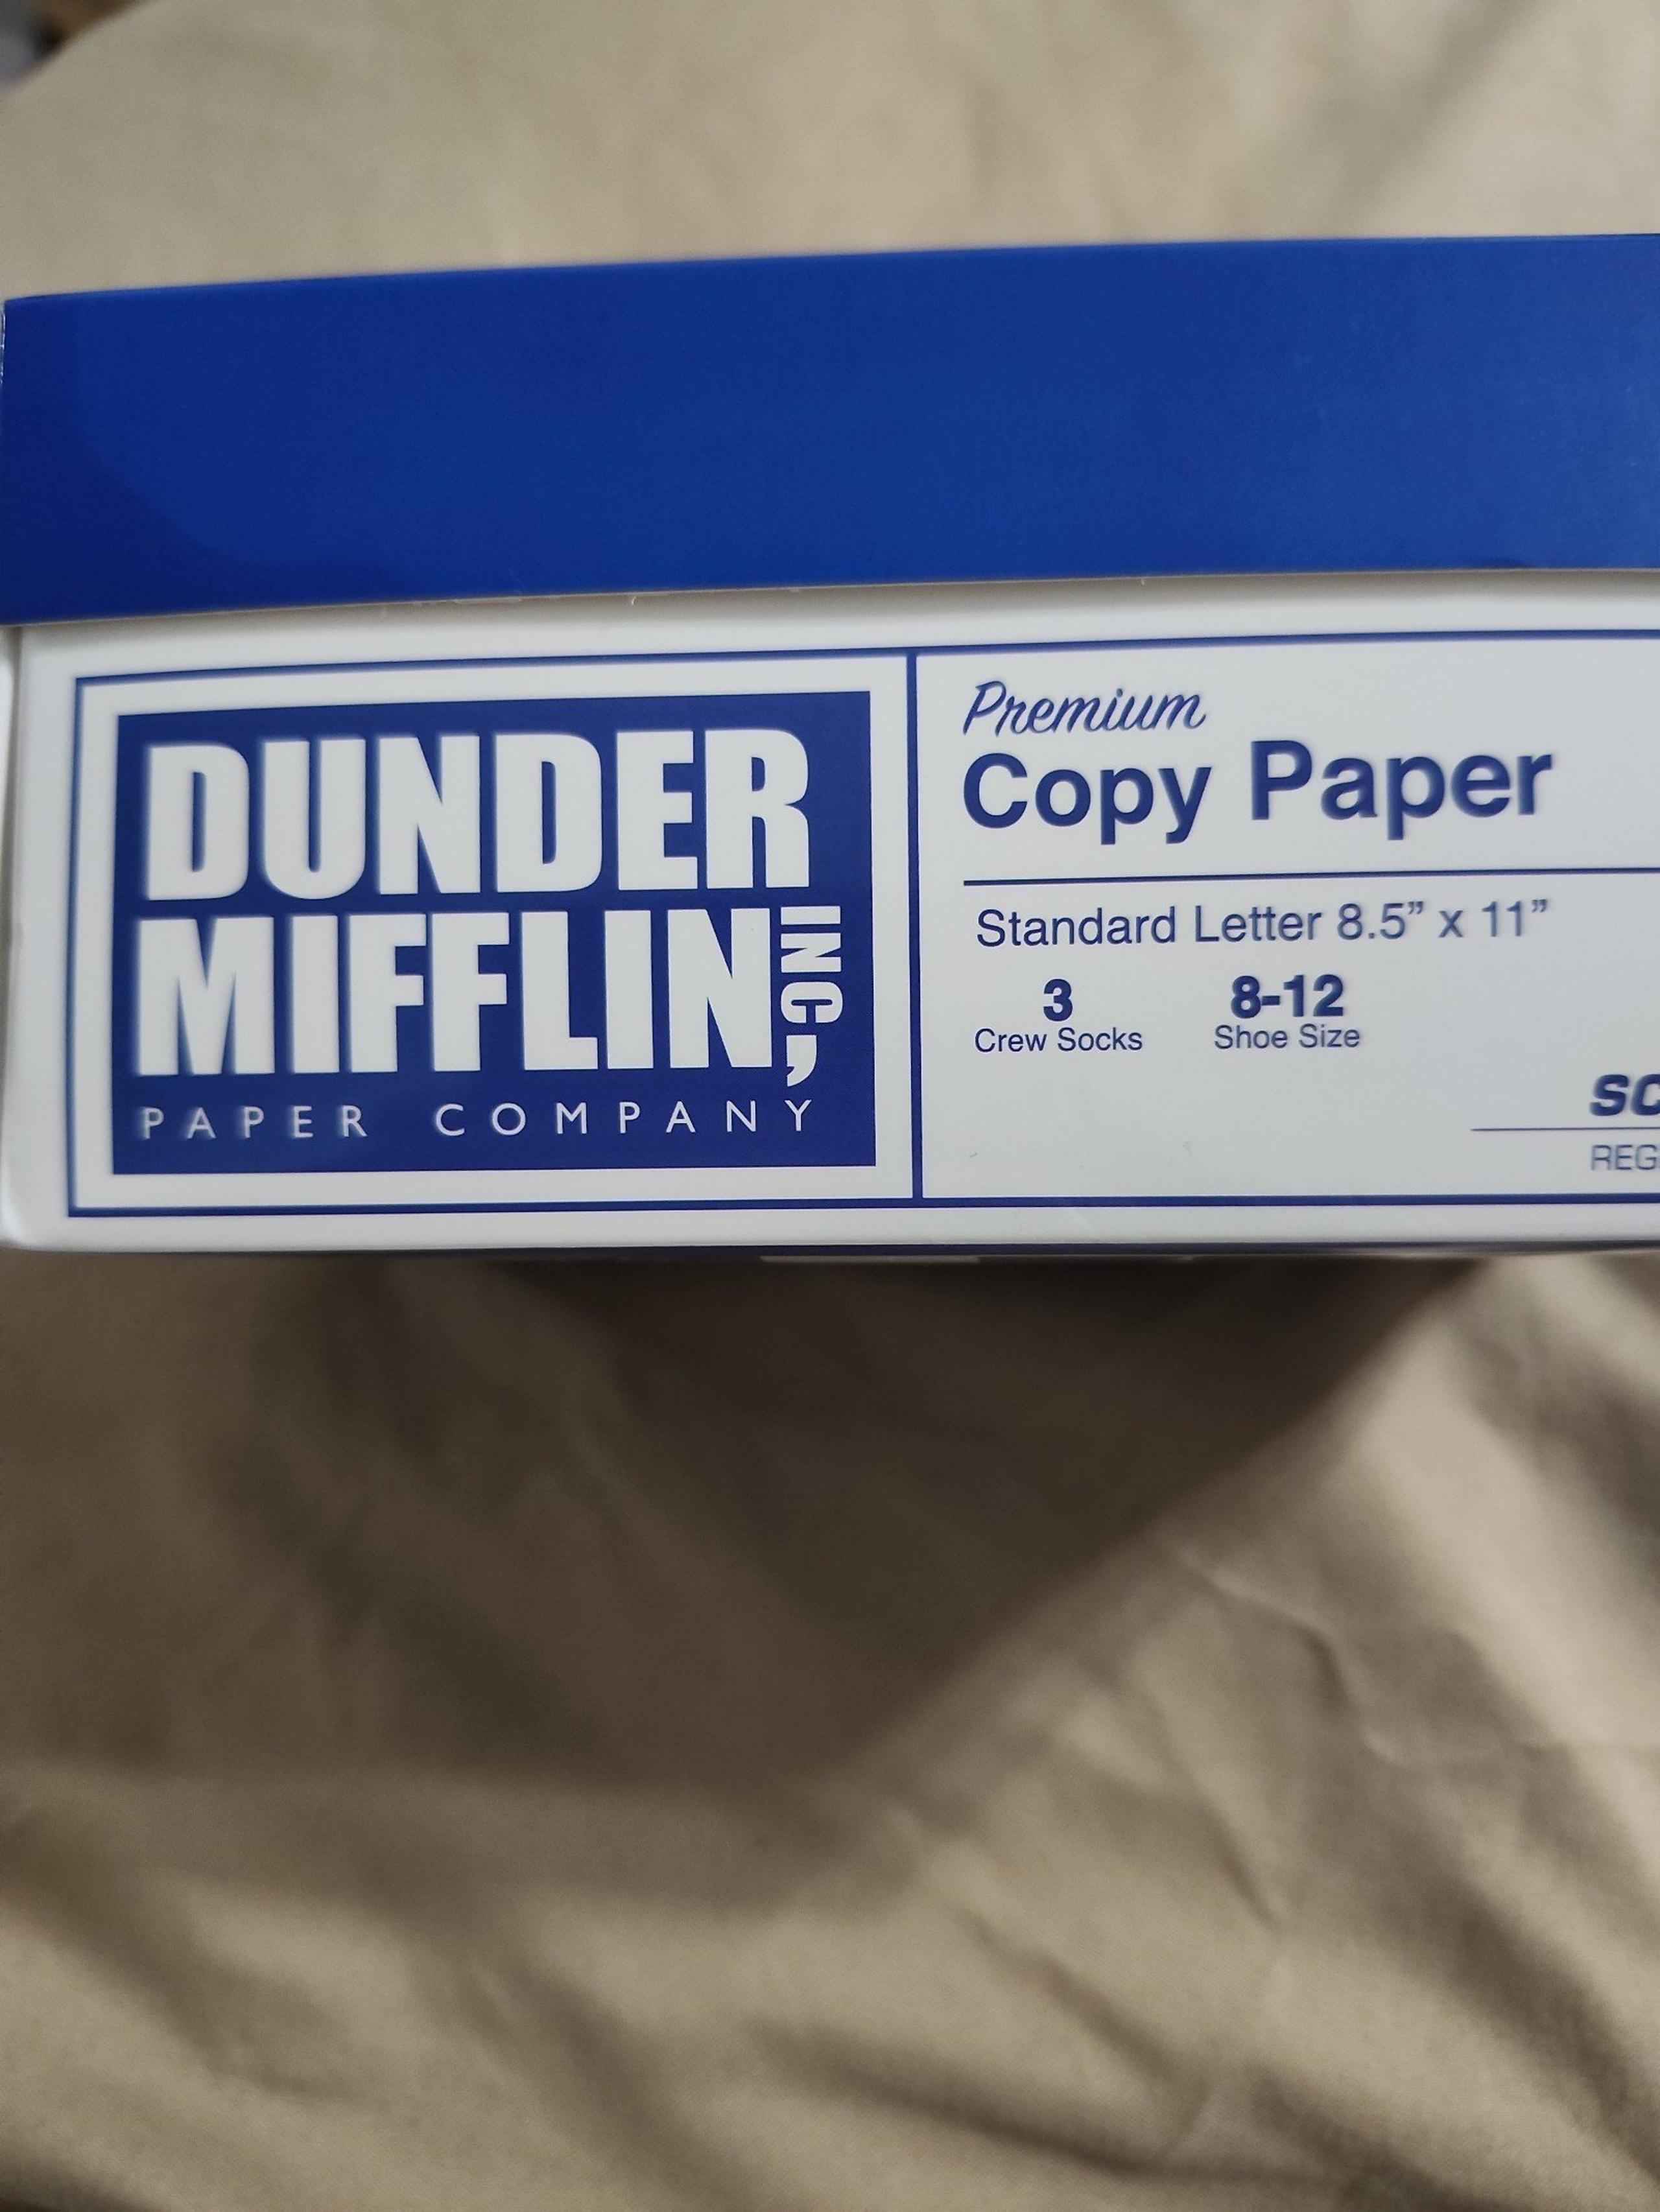 DUNDER
MIFFLIN INC,
PAPER COMPANY
Premium
Copy Paper
Standard Letter 8.5” x 11”
3
Crew Socks
8-12
Shoe Size